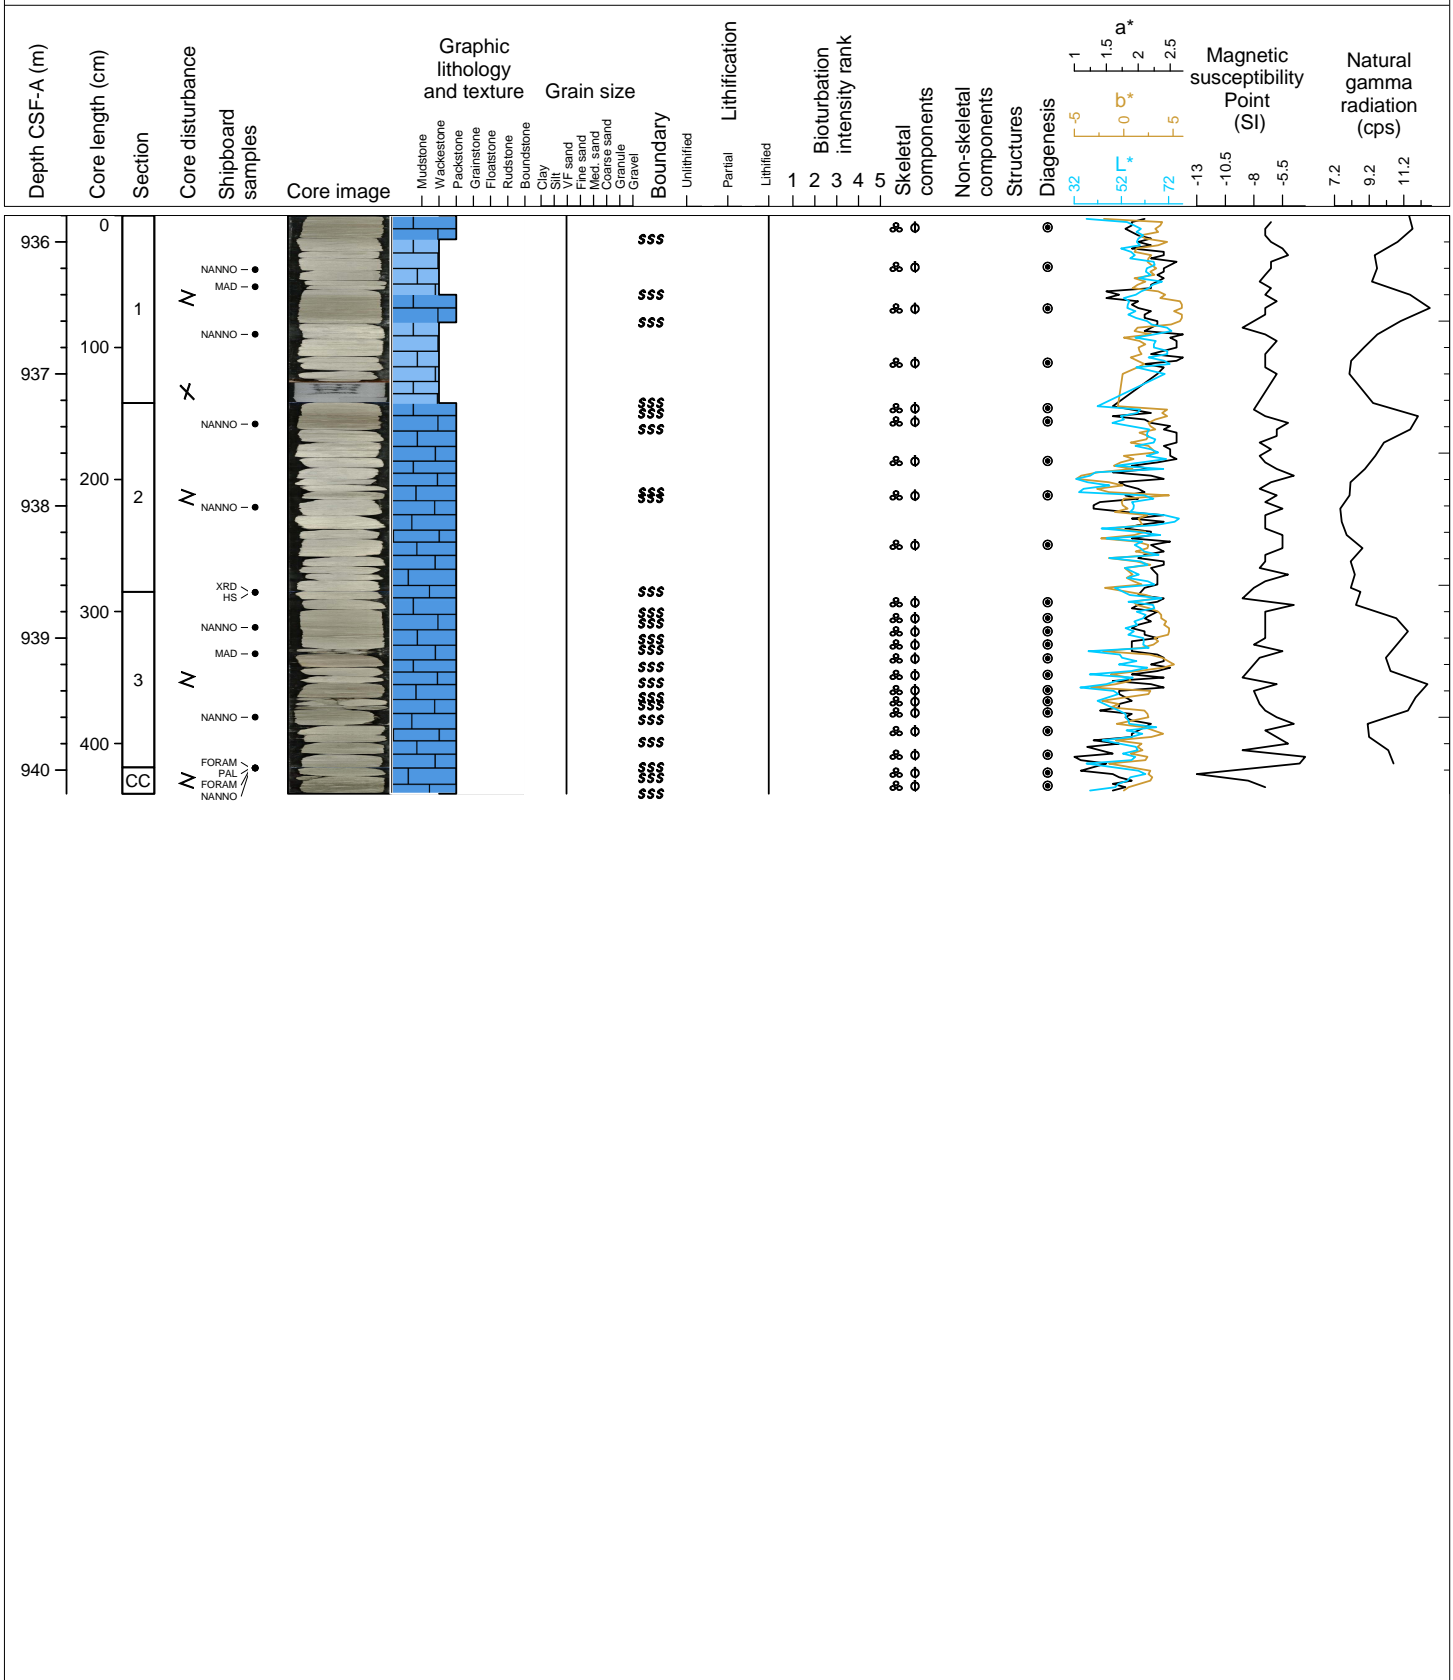 Depth CSF-A (m)
Core length (cm)
Section
Core disturbance
Shipboard
samples
Core image
Graphic
lithology
and texture
Mudstone
Wackestone
Packstone
Grainstone
Floatstone
Rudstone
Boundstone
Grain size
Clay
Silt
VF sand
Fine sand
Med. sand
Coarse sand
Granule
Gravel
Boundary
Lithification
Unlithified
Partial
Lithified
Bioturbation
intensity rank
1 2 3 4 5
Skeletal
components
Non-skeletal
components
Structures
Diagenesis
a*
1 1.5 2 2.5
b*
-5 0 5
L*
32 52 72
Magnetic
susceptibility
Point
(SI)
-13 -10.5 -8 -5.5
Natural
gamma
radiation
(cps)
7.2 9.2 11.2
0
936
NANNO
MAD
1
NANNO
100
937
sss
NANNO
200
2
938
NANNO
XRD
HS
300
NANNO
939
MAD
3
NANNO
400
FORAM
940
CC
PAL
FORAM
NANNO